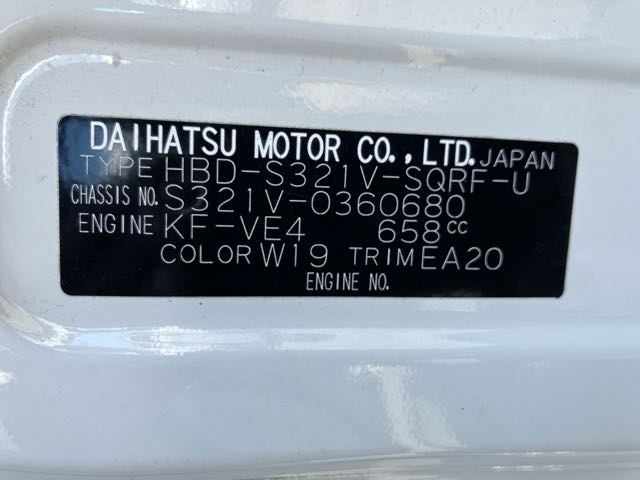 DAIHATSU MOTOR CO., LTD. JAPAN
TYPE HBD-S321V-SQRF-U
CHASSIS NO. S321V-0360680
ENGINE KF-VE4 658cc
COLOR W19 TRIM EA20
ENGINE NO.